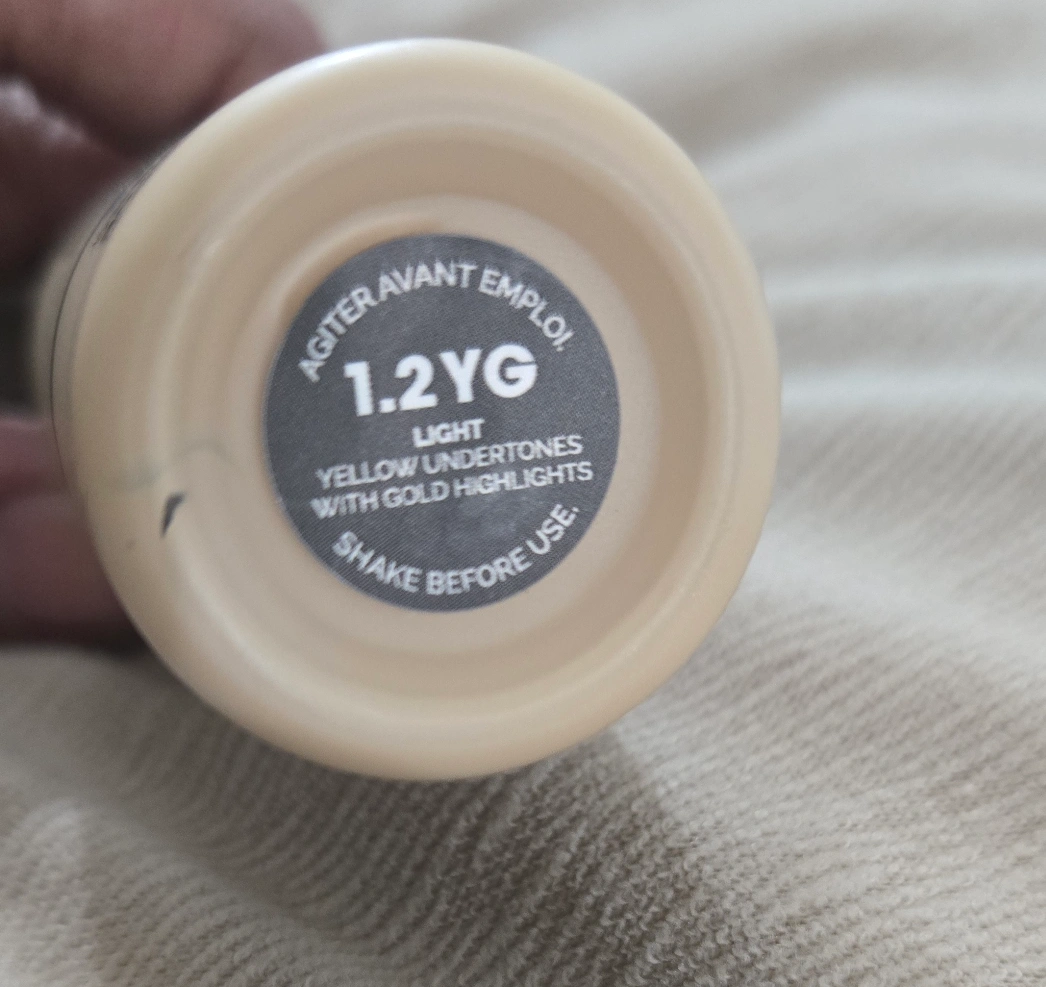 AGITER AVANT EMPLOI.
1.2YG
LIGHT
YELLOW UNDERTONES
WITH GOLD HIGHLIGHTS
SHAKE BEFORE USE.